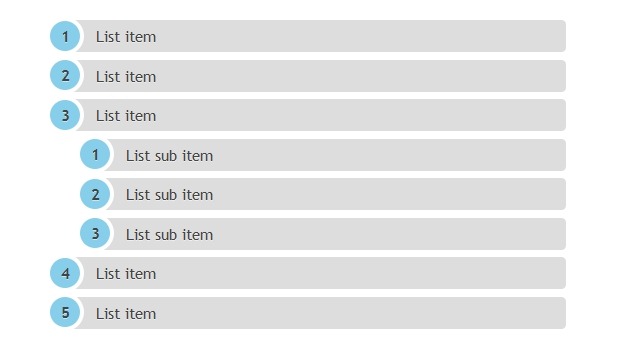 1 List item
2 List item
3 List item
1 List sub item
2 List sub item
3 List sub item
4 List item
5 List item